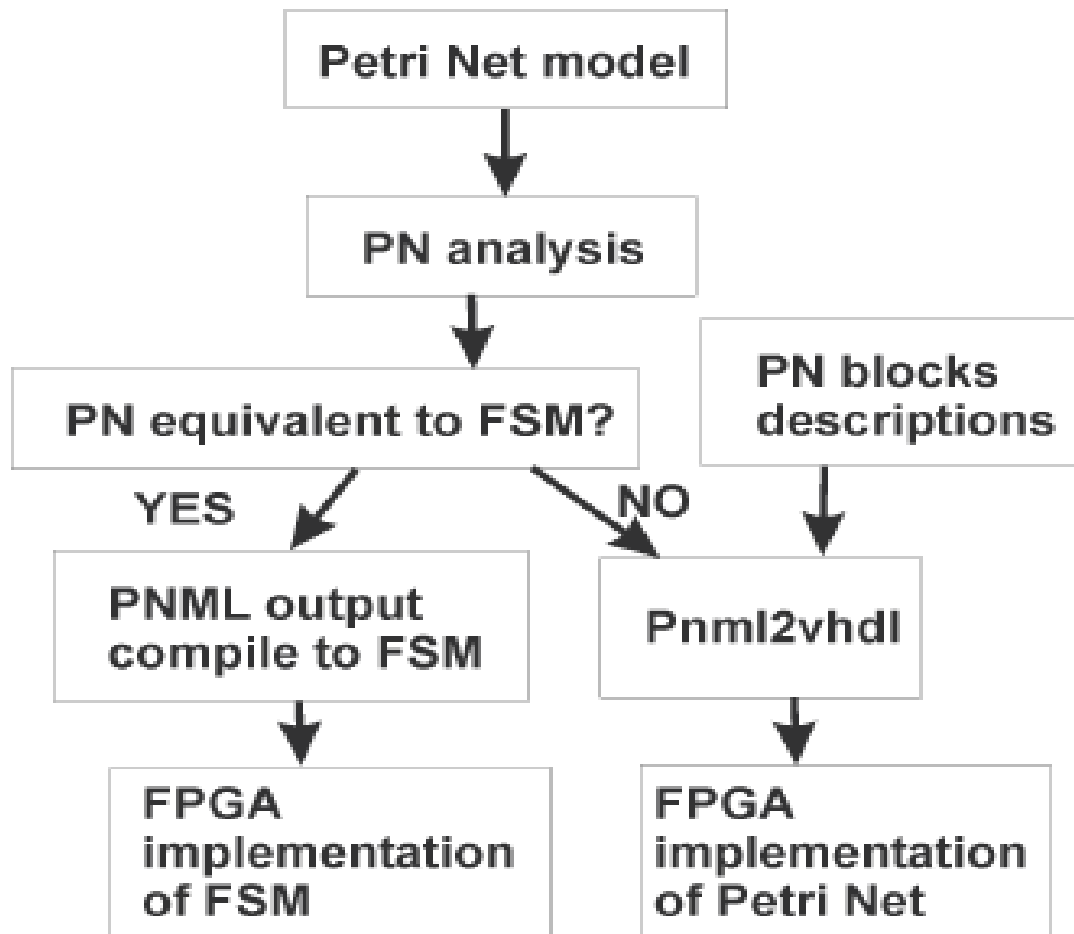 Petri Net model
PN analysis
PN equivalent to FSM?
PN blocks
descriptions
YES
NO
PNML output
compile to FSM
Pnml2vhdl
FPGA
implementation
of FSM
FPGA
implementation
of Petri Net